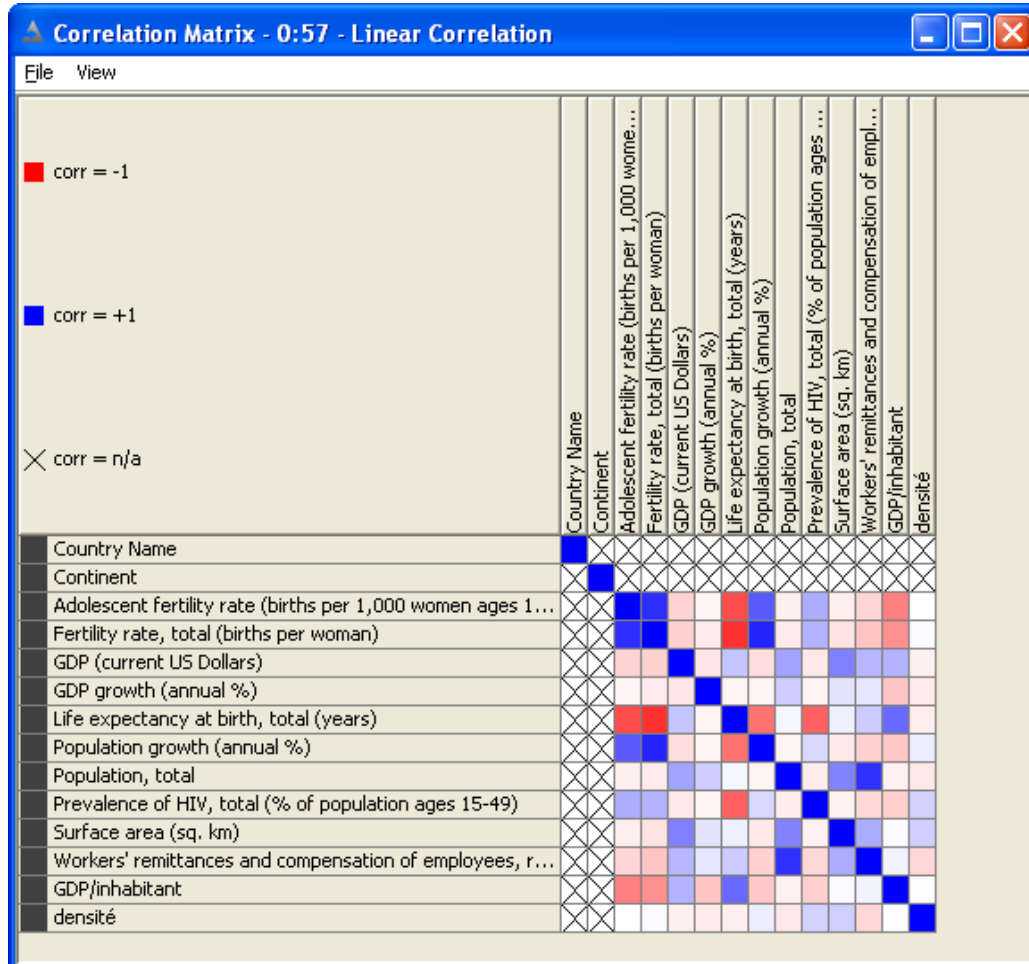 Correlation Matrix - 0:57 - Linear Correlation
File View
corr = -1
corr = +1
corr = n/a
Country Name
Continent
Adolescent fertility rate (births per 1,000 wome...
Fertility rate, total (births per woman)
GDP (current US Dollars)
GDP growth (annual %)
Life expectancy at birth, total (years)
Population growth (annual %)
Population, total
Prevalence of HIV, total (% of population ages ...
Surface area (sq. km)
Workers' remittances and compensation of empl...
GDP/inhabitant
densité
Country Name
Continent
Adolescent fertility rate (births per 1,000 women ages 1...
Fertility rate, total (births per woman)
GDP (current US Dollars)
GDP growth (annual %)
Life expectancy at birth, total (years)
Population growth (annual %)
Population, total
Prevalence of HIV, total (% of population ages 15-49)
Surface area (sq. km)
Workers' remittances and compensation of employees, r...
GDP/inhabitant
densité